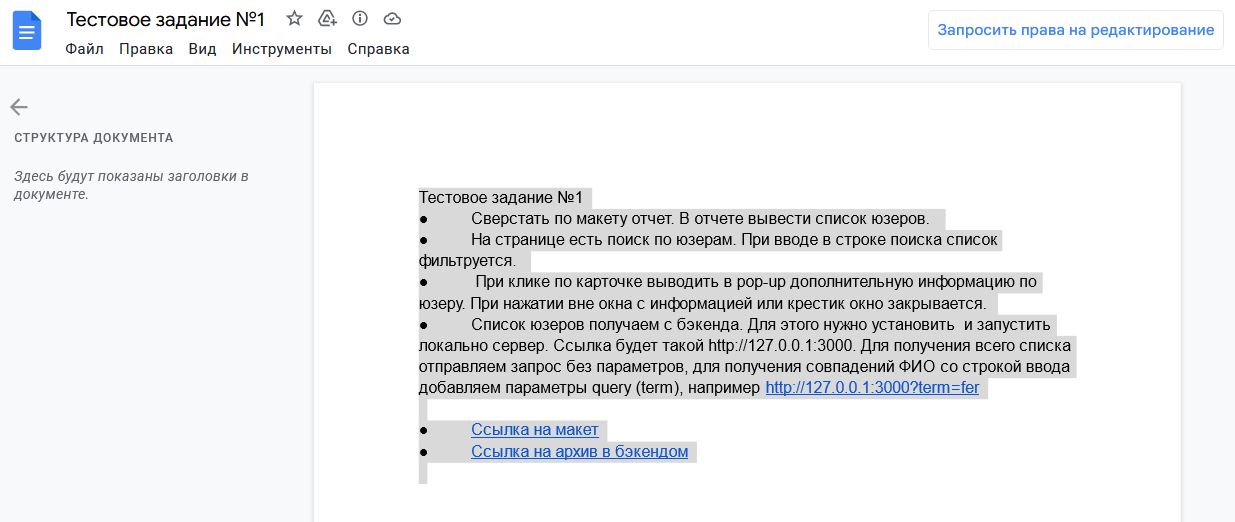 Тестовое задание №1
Запросить права на редактирование
Файл Правка Вид Инструменты Справка
СТРУКТУРА ДОКУМЕНТА
Здесь будут показаны заголовки в
документе.
Тестовое задание №1
● Сверстать по макету отчет. В отчете вывести список юзеров.
● На странице есть поиск по юзерам. При вводе в строке поиска список
фильтруется.
● При клике по карточке выводить в pop-up дополнительную информацию по
юзеру. При нажатии вне окна с информацией или крестик окно закрывается.
● Список юзеров получаем с бэкенда. Для этого нужно установить и запустить
локально сервер. Ссылка будет такой http://127.0.0.1:3000. Для получения всего списка
отправляем запрос без параметров, для получения совпадений ФИО со строкой ввода
добавляем параметры query (term), например http://127.0.0.1:3000?term=fer
● Ссылка на макет
● Ссылка на архив в бэкендом